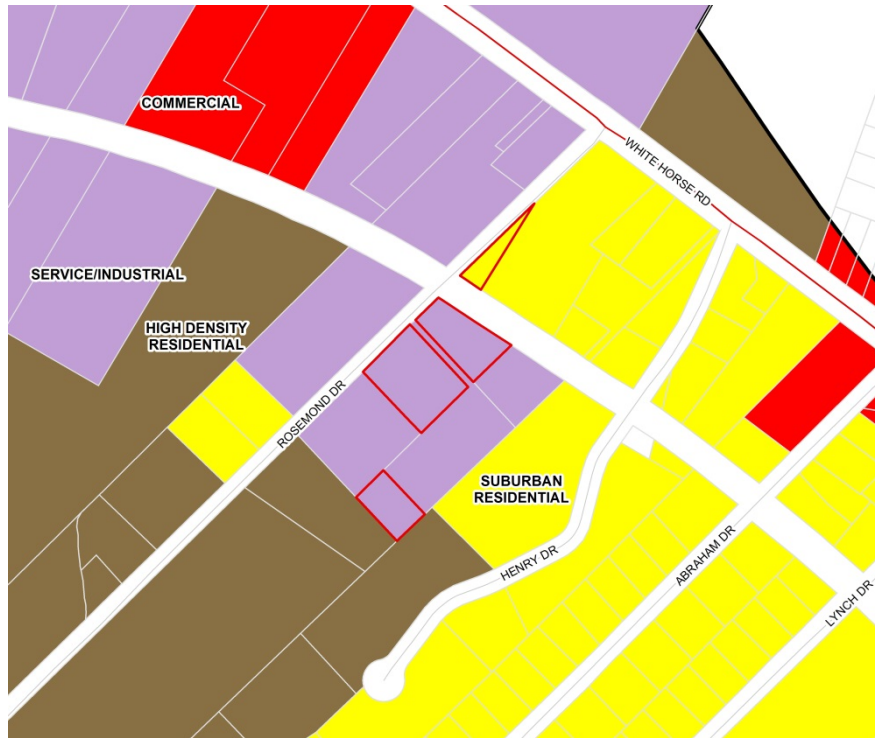 COMMERCIAL
WHITE HORSE RD
SERVICE/INDUSTRIAL
HIGH DENSITY
RESIDENTIAL
ROSEMOND DR
SUBURBAN
RESIDENTIAL
HENRY DR
ABRAHAM DR
LYNCH DR